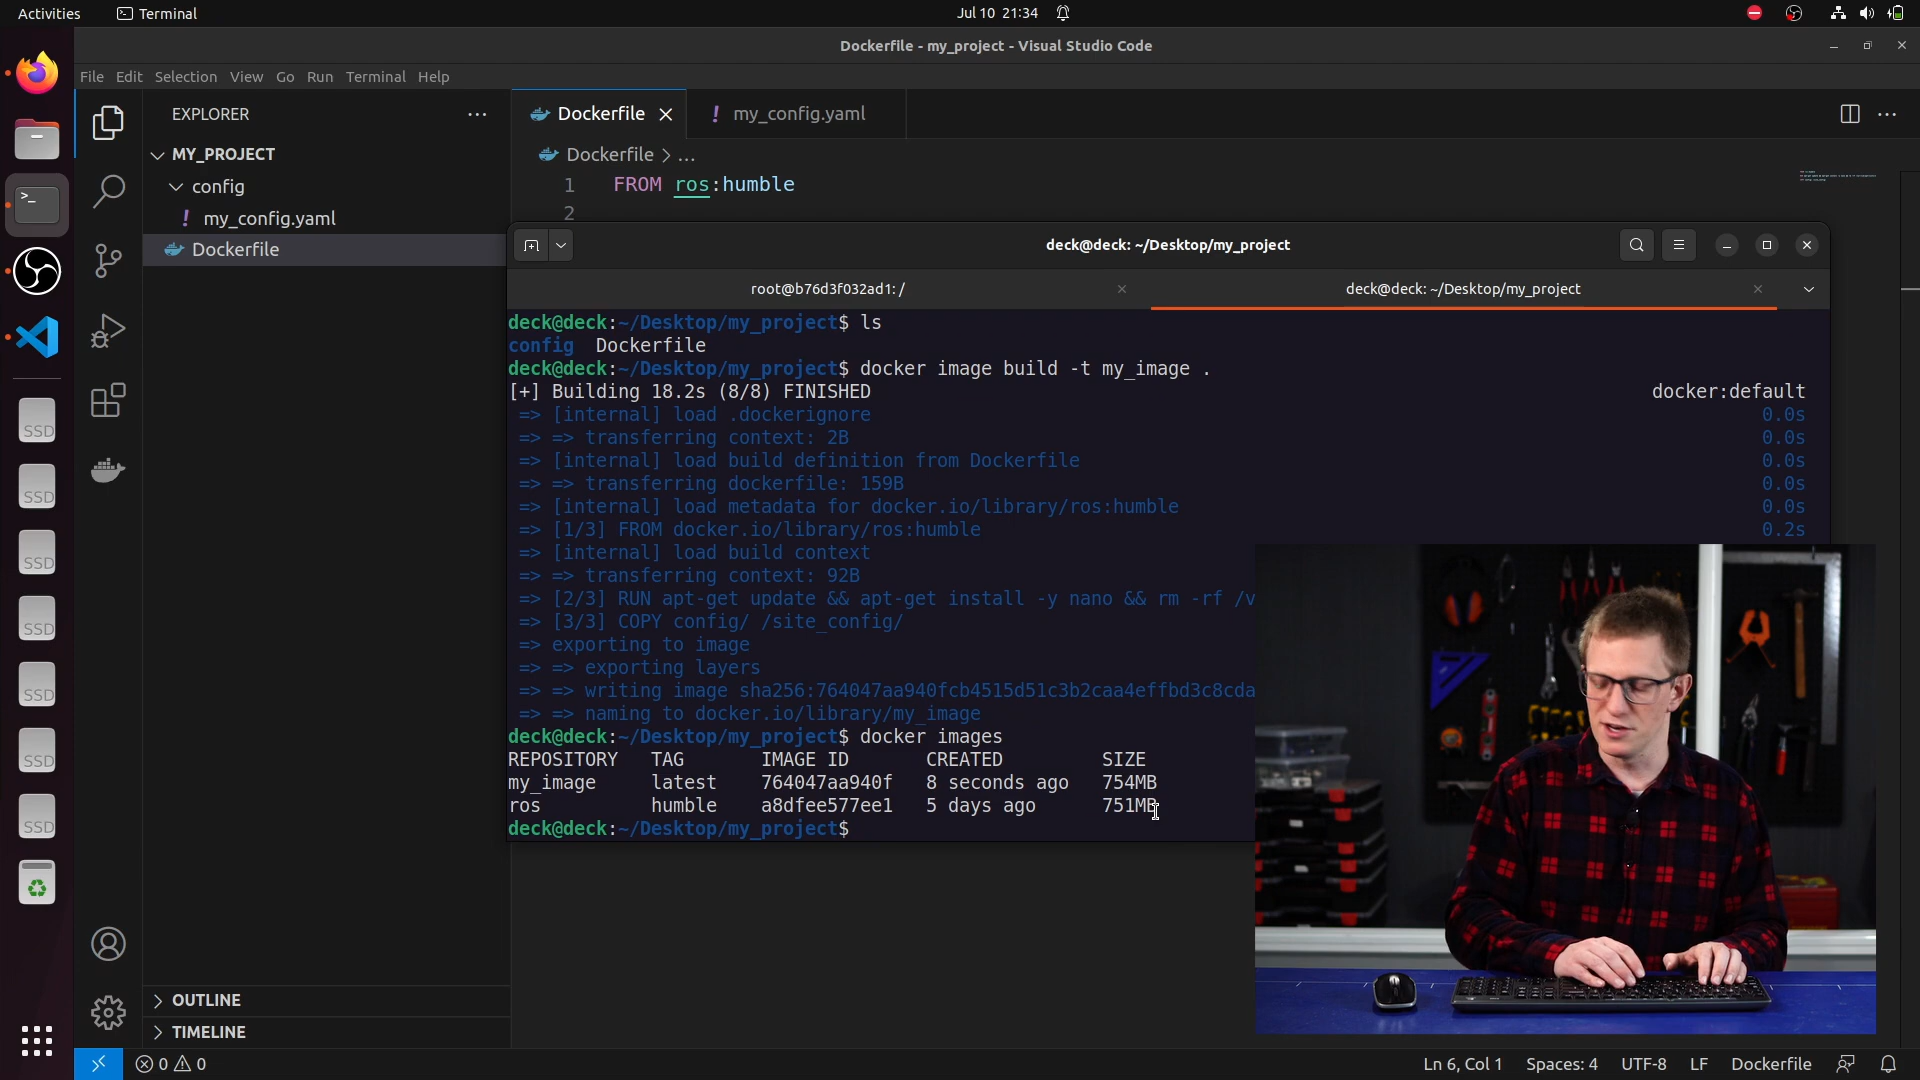 Activities
Terminal
Jul 10 21:34
Dockerfile - my_project - Visual Studio Code
File Edit Selection View Go Run Terminal Help
EXPLORER
MY_PROJECT
config
! my_config.yaml
Dockerfile
Dockerfile
! my_config.yaml
Dockerfile > ...
1 FROM ros:humble
2
deck@deck: ~/Desktop/my_project
root@b76d3f032ad1: /
deck@deck: ~/Desktop/my_project
deck@deck:~/Desktop/my_project$ ls
config Dockerfile
deck@deck:~/Desktop/my_project$ docker image build -t my_image .
[+] Building 18.2s (8/8) FINISHED docker:default
=> [internal] load .dockerignore 0.0s
=> => transferring context: 2B 0.0s
=> [internal] load build definition from Dockerfile 0.0s
=> => transferring dockerfile: 159B 0.0s
=> [internal] load metadata for docker.io/library/ros:humble 0.0s
=> [1/3] FROM docker.io/library/ros:humble 0.2s
=> [internal] load build context
=> => transferring context: 92B
=> [2/3] RUN apt-get update && apt-get install -y nano && rm -rf /v
=> [3/3] COPY config/ /site_config/
=> exporting to image
=> => exporting layers
=> => writing image sha256:764047aa940fcb4515d51c3b2caa4effbd3c8cda
=> => naming to docker.io/library/my_image
deck@deck:~/Desktop/my_project$ docker images
REPOSITORY TAG IMAGE ID CREATED SIZE
my_image latest 764047aa940f 8 seconds ago 754MB
ros humble a8dfee577ee1 5 days ago 751MB
deck@deck:~/Desktop/my_project$
SSD
SSD
SSD
SSD
SSD
SSD
SSD
OUTLINE
TIMELINE
0 0
Ln 6, Col 1
Spaces: 4
UTF-8
LF
Dockerfile